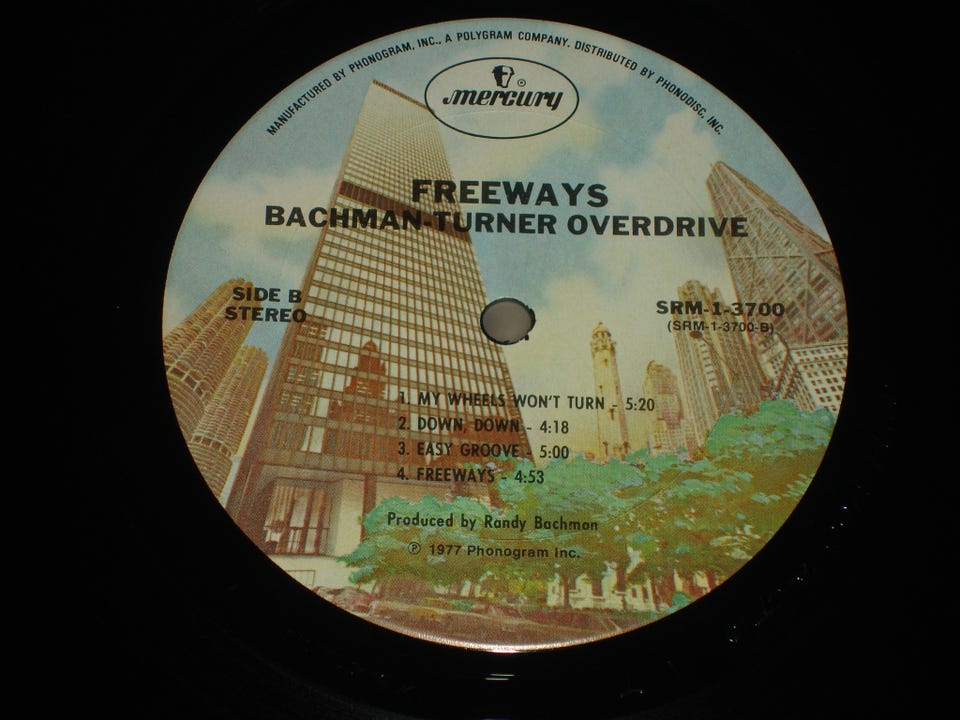 MANUFACTURED BY PHONOGRAM, INC., A POLYGRAM COMPANY. DISTRIBUTED BY PHONODISC, INC.
®
mercury
FREEWAYS
BACHMAN-TURNER OVERDRIVE
SIDE B
STEREO
SRM-1-3700
(SRM-1-3700-B)
1. MY WHEELS WON'T TURN - 5:20
2. DOWN, DOWN - 4:18
3. EASY GROOVE - 5:00
4. FREEWAYS - 4:53
Produced by Randy Bachman
℗ 1977 Phonogram Inc.